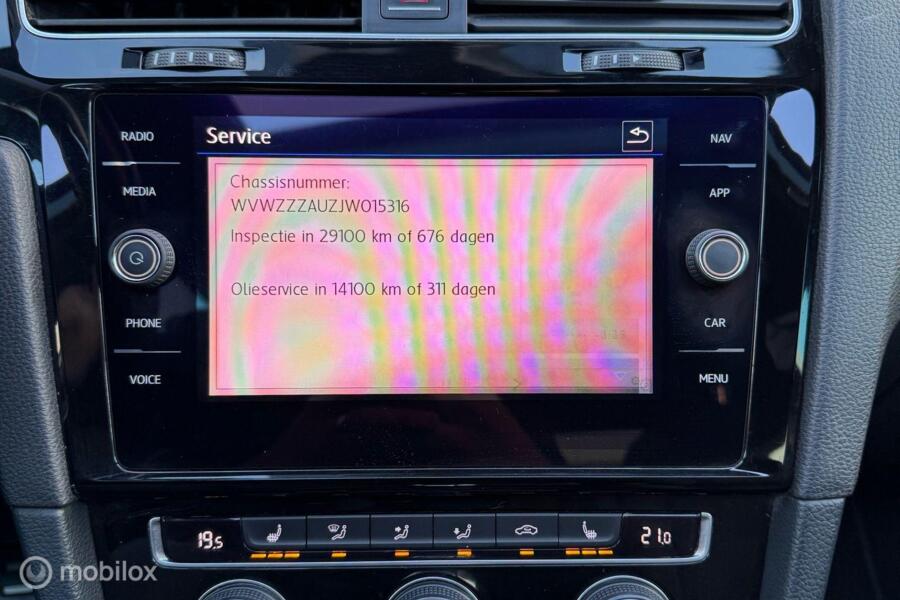 RADIO
Service
NAV
MEDIA
APP
Chassisnummer:
WVWZZZAUZJW015316
Inspectie in 29100 km of 676 dagen
Olieservice in 14100 km of 311 dagen
PHONE
CAR
VOICE
MENU
19.5
21.0
mobilox